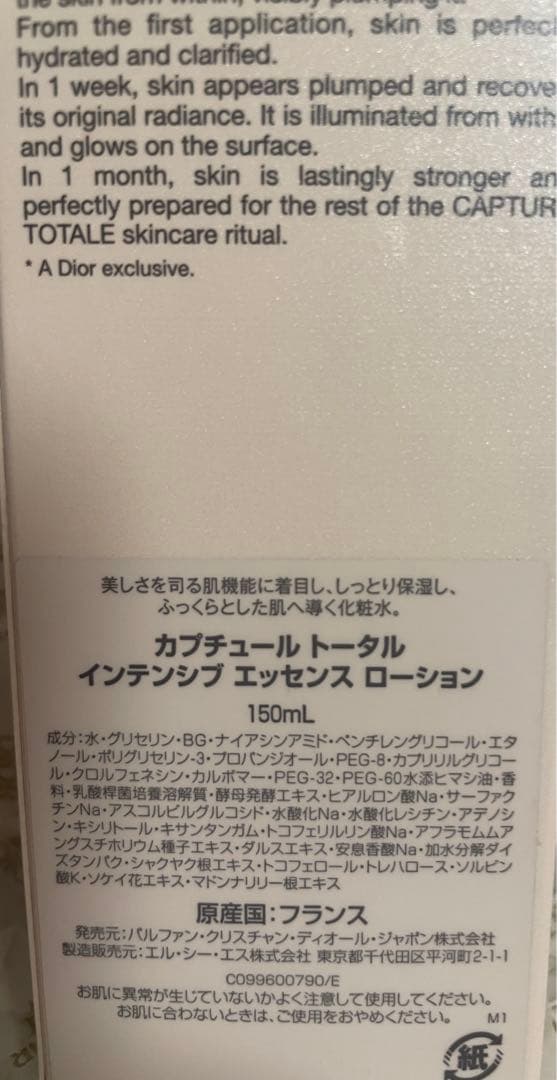 the skin from within, visibly plumping it.
From the first application, skin is perfec
hydrated and clarified.
In 1 week, skin appears plumped and recove
its original radiance. It is illuminated from with
and glows on the surface.
In 1 month, skin is lastingly stronger an
perfectly prepared for the rest of the CAPTUR
TOTALE skincare ritual.
* A Dior exclusive.
美しさを司る肌機能に着目し、しっとり保湿し、
ふっくらとした肌へ導く化粧水。
カプチュール トータル
インテンシブ エッセンス ローション
150mL
成分：水・グリセリン・BG・ナイアシンアミド・ペンチレングリコール・エタ
ノール・ポリグリセリン-3・プロパンジオール・PEG-8・カプリリルグリコー
ル・クロルフェネシン・カルボマー・PEG-32・PEG-60水添ヒマシ油・香
料・乳酸桿菌培養溶解質・酵母発酵エキス・ヒアルロン酸Na・サーファク
チンNa・アスコルビルグルコシド・水酸化Na・水酸化レシチン・アデノシ
ン・キシリトール・キサンタンガム・トコフェリルリン酸Na・アフラモムムア
ングスチホリウム種子エキス・ダルスエキス・安息香酸Na・加水分解ダイ
ズタンパク・シャクヤク根エキス・トコフェロール・トレハロース・ソルビン
酸K・ソケイ花エキス・マドンナリリー根エキス
原産国：フランス
発売元：パルファン・クリスチャン・ディオール・ジャポン株式会社
製造販売元：エル・シー・エス株式会社 東京都千代田区平河町2-1-1
C099600790/E
お肌に異常が生じていないかよく注意して使用してください。
お肌に合わないときは、ご使用をおやめください。 M1
紙